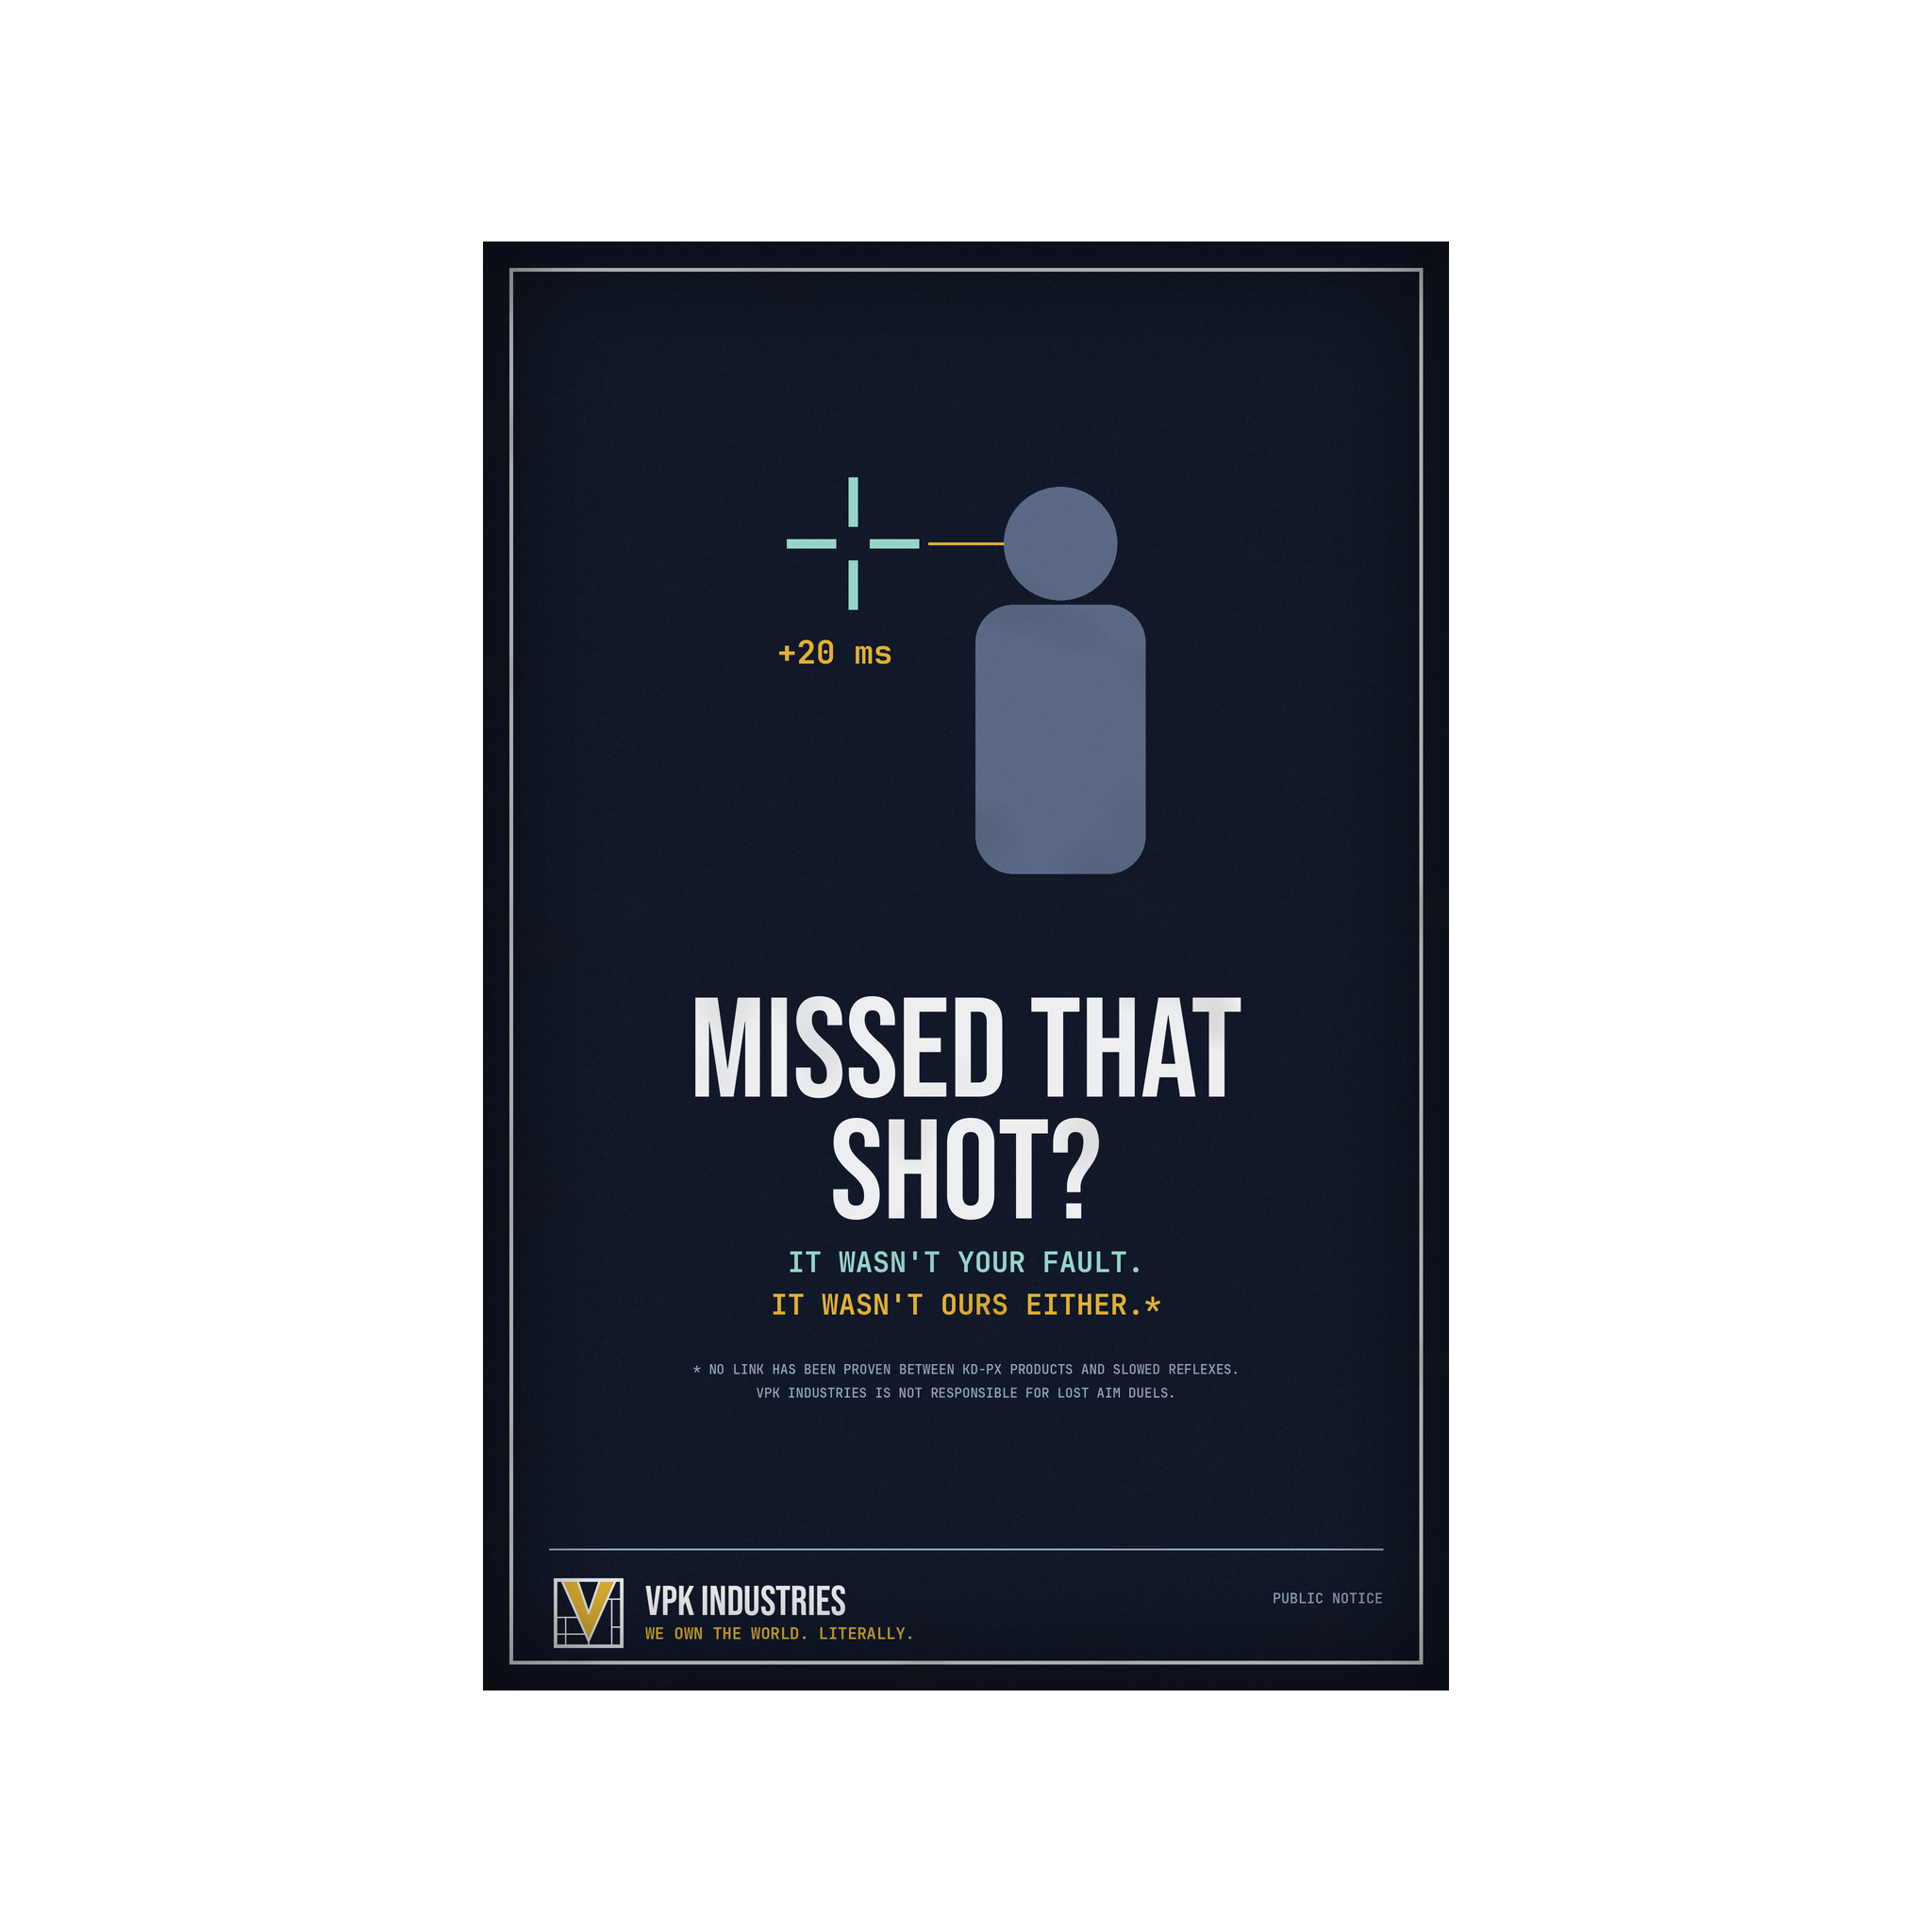 +20 ms
MISSED THAT
SHOT?
IT WASN'T YOUR FAULT.
IT WASN'T OURS EITHER.*
* NO LINK HAS BEEN PROVEN BETWEEN KD-PX PRODUCTS AND SLOWED REFLEXES.
VPK INDUSTRIES IS NOT RESPONSIBLE FOR LOST AIM DUELS.
VPK INDUSTRIES
WE OWN THE WORLD. LITERALLY.
PUBLIC NOTICE